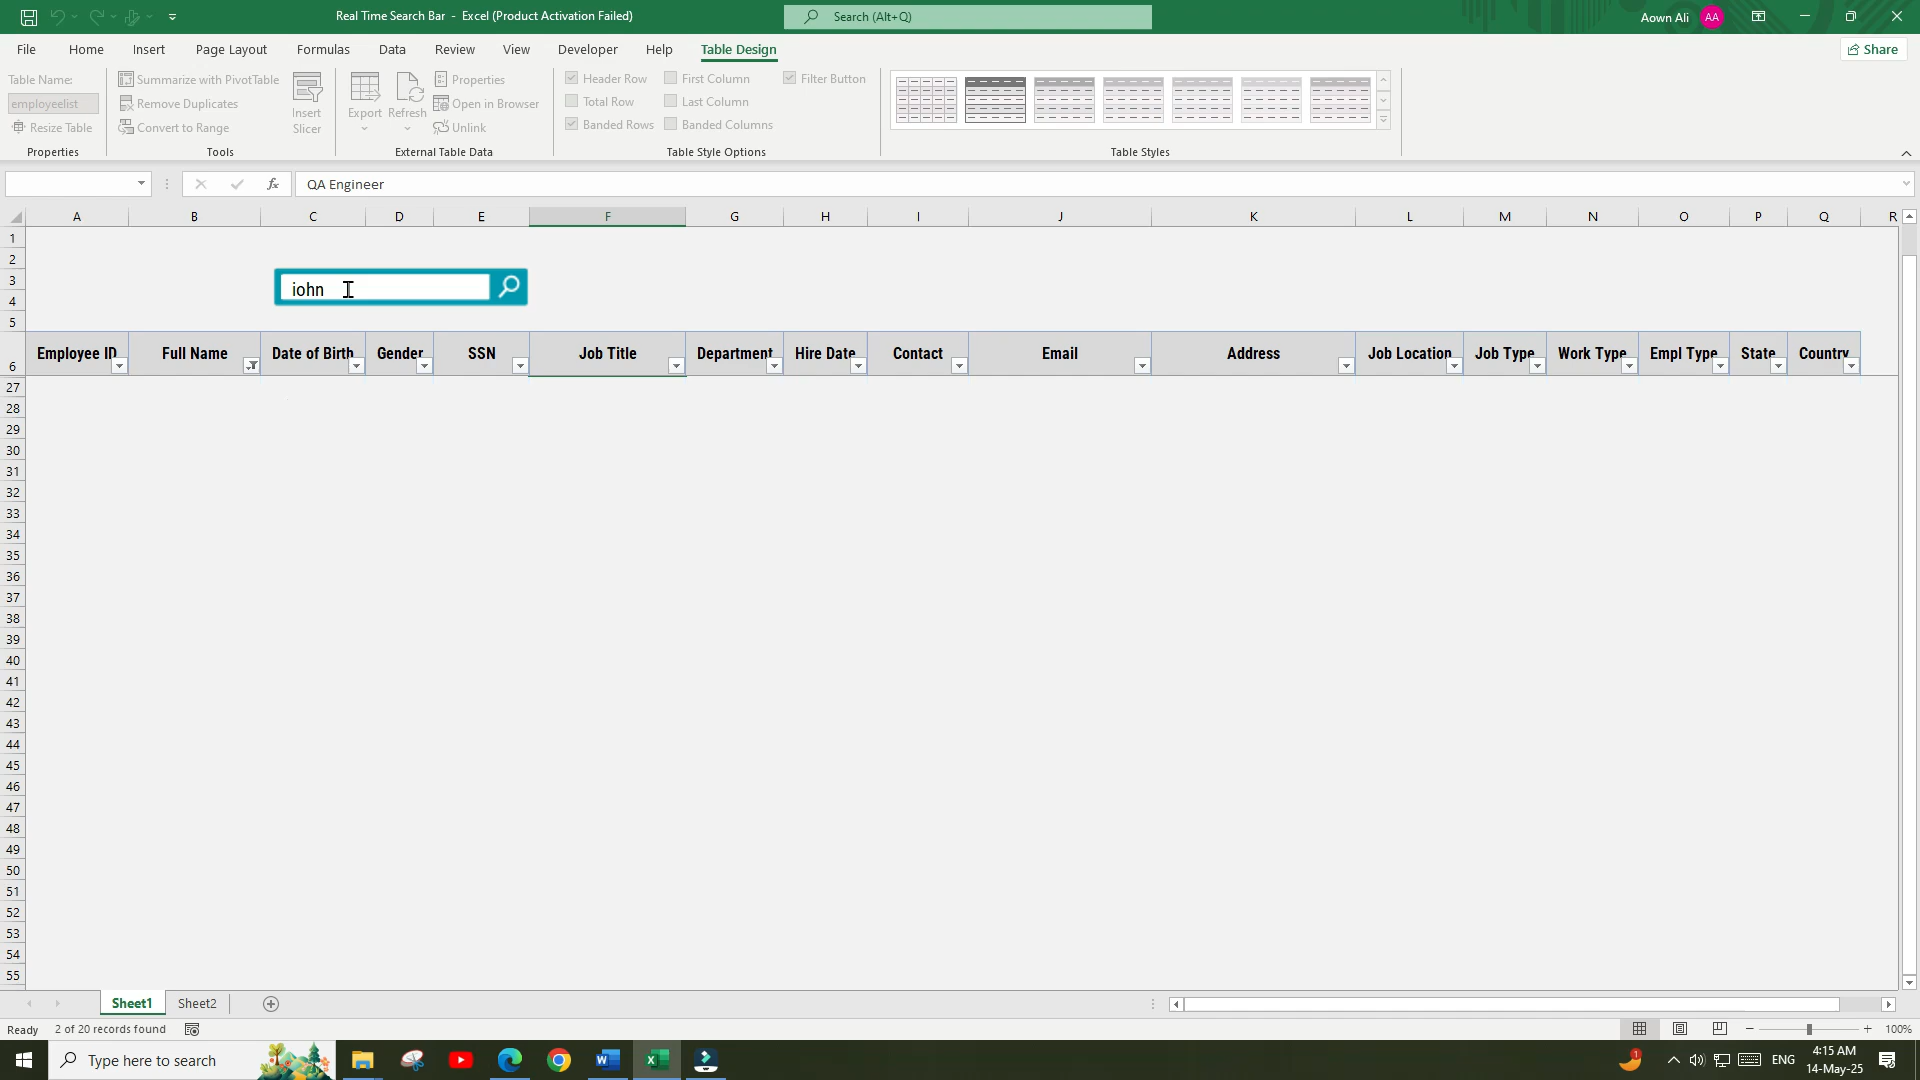 Real Time Search Bar - Excel (Product Activation Failed)
Search (Alt+Q)
Aown Ali AA
File Home Insert Page Layout Formulas Data Review View Developer Help Table Design Share
Table Name:
employeelist
Resize Table
Properties
Summarize with PivotTable
Remove Duplicates
Convert to Range
Insert
Slicer
Tools
Export
Refresh
Properties
Open in Browser
Unlink
External Table Data
Header Row First Column Filter Button
Total Row Last Column
Banded Rows Banded Columns
Table Style Options
Table Styles
fx QA Engineer
A B C D E F G H I J K L M N O P Q R
1
2
3
iohn
4
5
6 Employee ID Full Name Date of Birth Gender SSN Job Title Department Hire Date Contact Email Address Job Location Job Type Work Type Empl Type State Country
27
28
29
30
31
32
33
34
35
36
37
38
39
40
41
42
43
44
45
46
47
48
49
50
51
52
53
54
55
Sheet1 Sheet2
Ready 2 of 20 records found 100%
Type here to search
1
ENG
4:15 AM
14-May-25